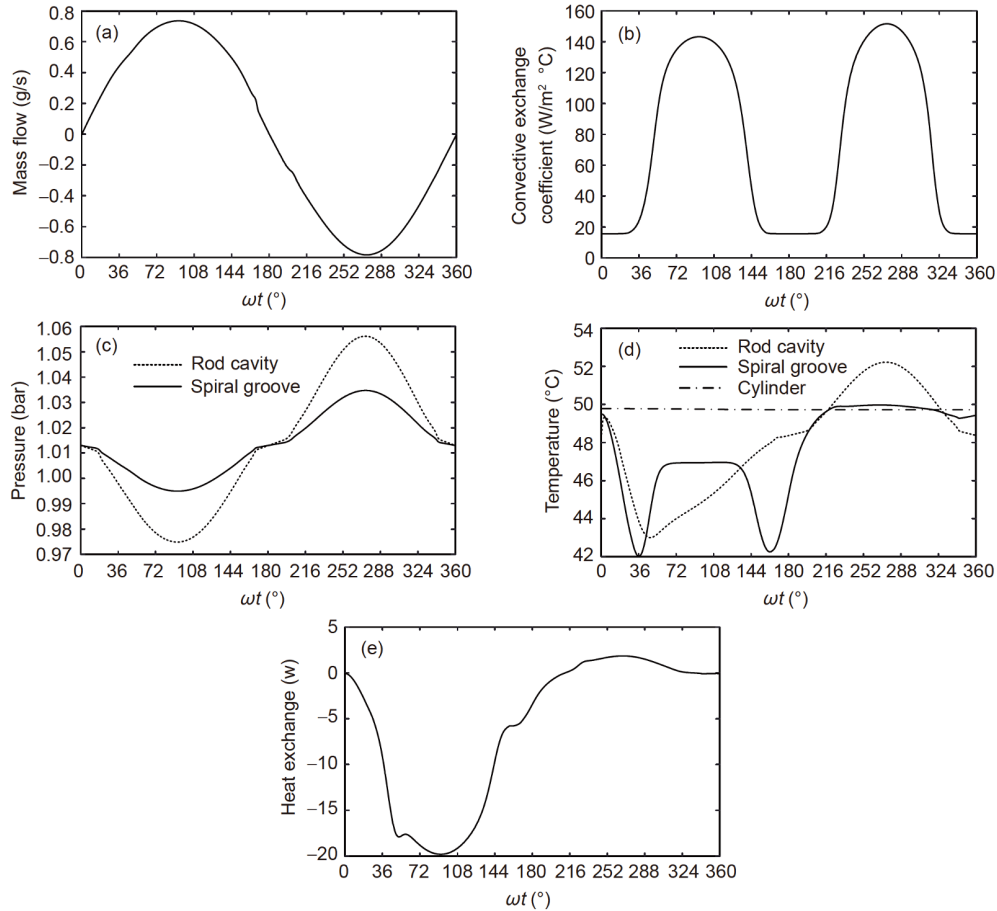 (a)
Mass flow (g/s)
0.8
0.6
0.4
0.2
0
–0.2
–0.4
–0.6
–0.8
0 36 72 108 144 180 216 252 288 324 360
ωt (°)
(b)
Convective exchange
coefficient (W/m² °C)
160
140
120
100
80
60
40
20
0
0 36 72 108 144 180 216 252 288 324 360
ωt (°)
(c)
Rod cavity
Spiral groove
Pressure (bar)
1.06
1.05
1.04
1.03
1.02
1.01
1.00
0.99
0.98
0.97
0 36 72 108 144 180 216 252 288 324 360
ωt (°)
(d)
Rod cavity
Spiral groove
Cylinder
Temperature (°C)
54
52
50
48
46
44
42
0 36 72 108 144 180 216 252 288 324 360
ωt (°)
(e)
Heat exchange (w)
5
0
–5
–10
–15
–20
0 36 72 108 144 180 216 252 288 324 360
ωt (°)